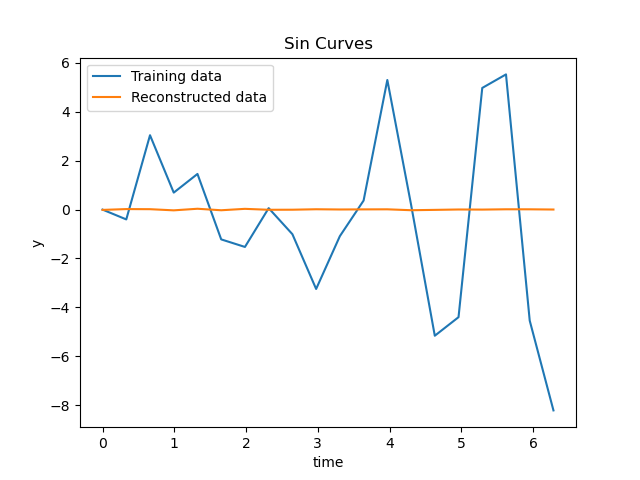 Sin Curves
Training data
Reconstructed data
6
4
2
0
−2
−4
−6
−8
y
0 1 2 3 4 5 6
time